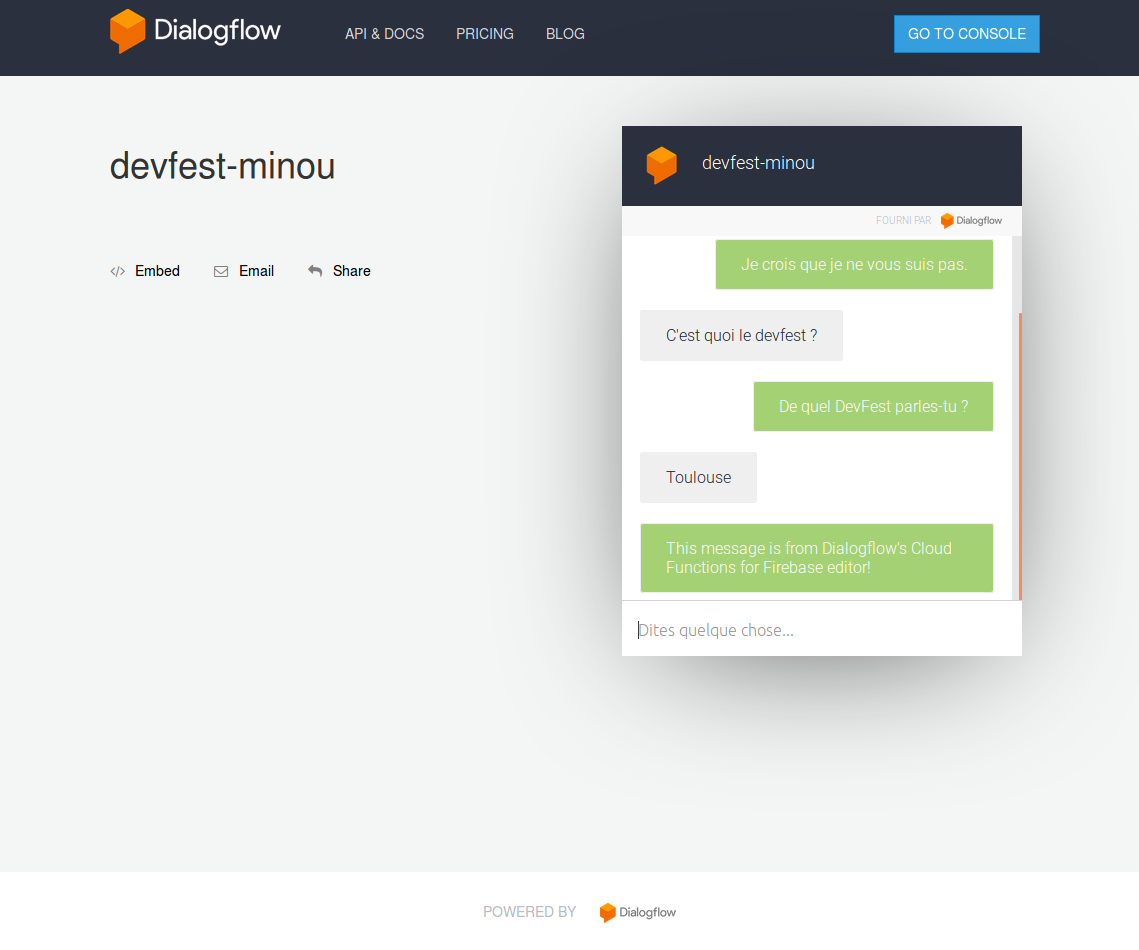 Dialogflow
API & DOCS
PRICING
BLOG
GO TO CONSOLE
devfest-minou
Embed
Email
Share
devfest-minou
FOURNI PAR Dialogflow
Je crois que je ne vous suis pas.
C'est quoi le devfest ?
De quel DevFest parles-tu ?
Toulouse
This message is from Dialogflow's Cloud
Functions for Firebase editor!
Dites quelque chose...
POWERED BY Dialogflow